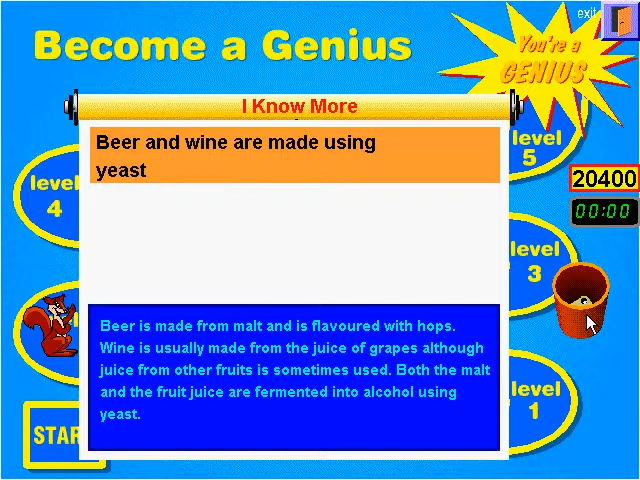 exit
Become a Genius
You're a
GENIUS
I Know More
Beer and wine are made using
yeast
level
5
level
4
20400
00:00
level
3
Beer is made from malt and is flavoured with hops.
Wine is usually made from the juice of grapes although
juice from other fruits is sometimes used. Both the malt
and the fruit juice are fermented into alcohol using
yeast.
level
1
STAR